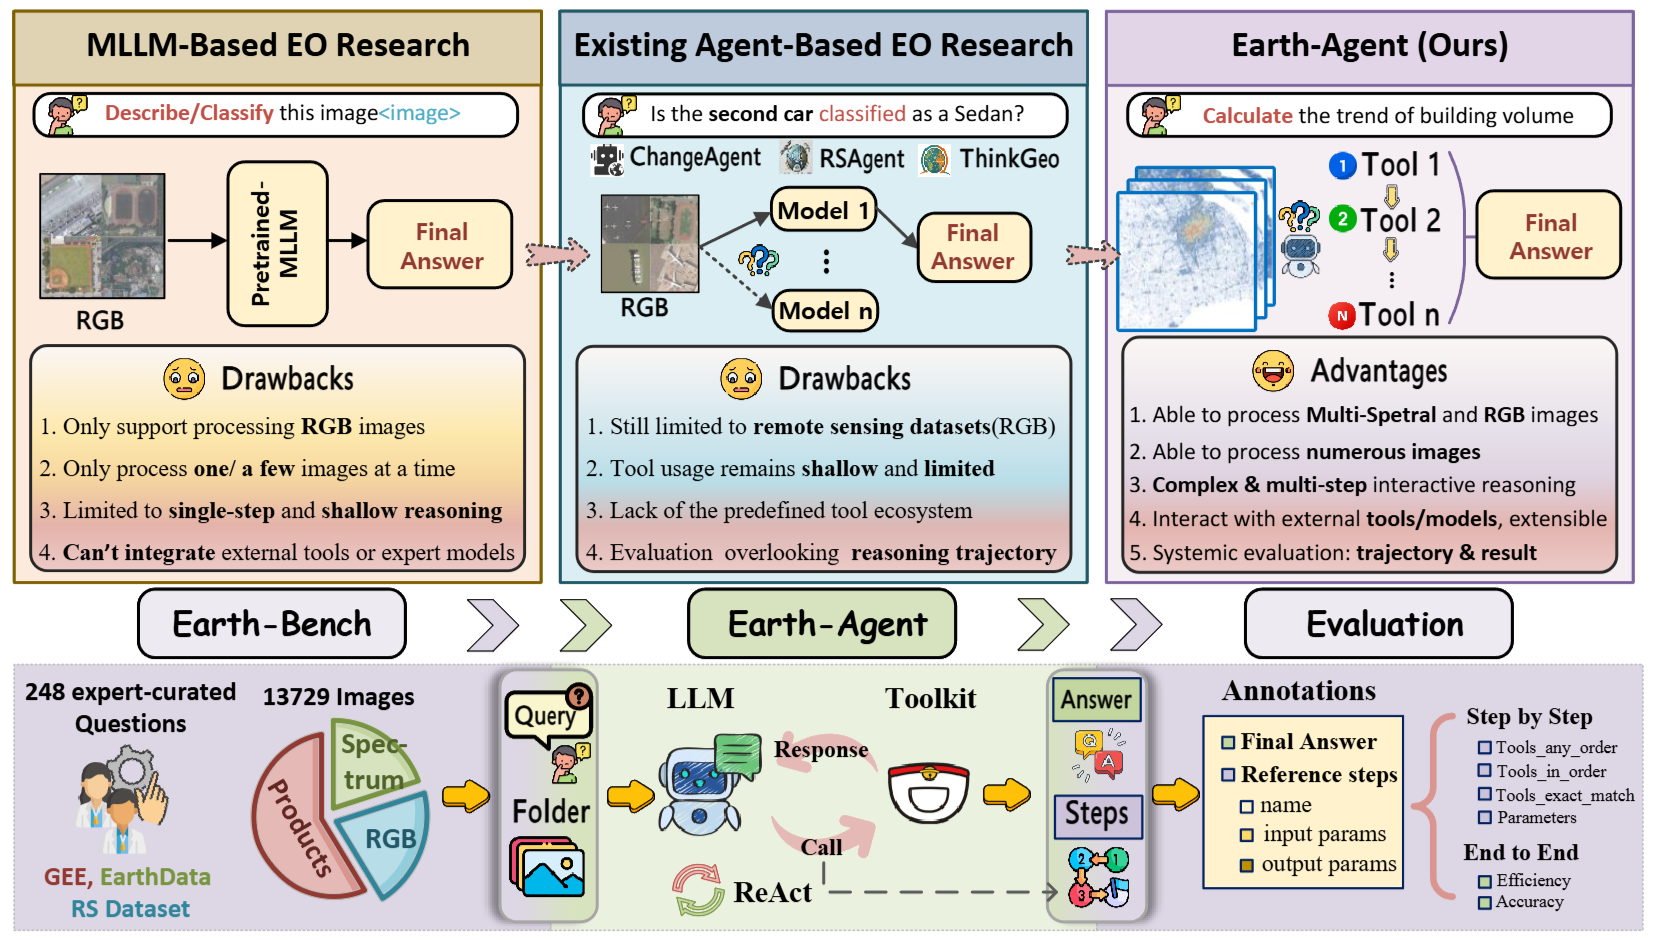 MLLM-Based EO Research
Describe/Classify this image<image>
RGB
Pretrained-
MLLM
Final
Answer
Drawbacks
1. Only support processing RGB images
2. Only process one/ a few images at a time
3. Limited to single-step and shallow reasoning
4. Can't integrate external tools or expert models
Existing Agent-Based EO Research
Is the second car classified as a Sedan?
ChangeAgent
RSAgent
ThinkGeo
RGB
Model 1
Model n
Final
Answer
Drawbacks
1. Still limited to remote sensing datasets(RGB)
2. Tool usage remains shallow and limited
3. Lack of the predefined tool ecosystem
4. Evaluation overlooking reasoning trajectory
Earth-Agent (Ours)
Calculate the trend of building volume
1 Tool 1
2 Tool 2
N Tool n
Final
Answer
Advantages
1. Able to process Multi-Spetral and RGB images
2. Able to process numerous images
3. Complex & multi-step interactive reasoning
4. Interact with external tools/models, extensible
5. Systemic evaluation: trajectory & result
Earth-Bench
Earth-Agent
Evaluation
248 expert-curated
Questions
GEE, EarthData
RS Dataset
13729 Images
Spec-
trum
Products
RGB
Query
Folder
LLM
Toolkit
Response
Call
ReAct
Answer
Q
A
Steps
2
1
3
Annotations
Final Answer
Reference steps
name
input params
output params
Step by Step
Tools_any_order
Tools_in_order
Tools_exact_match
Parameters
End to End
Efficiency
Accuracy